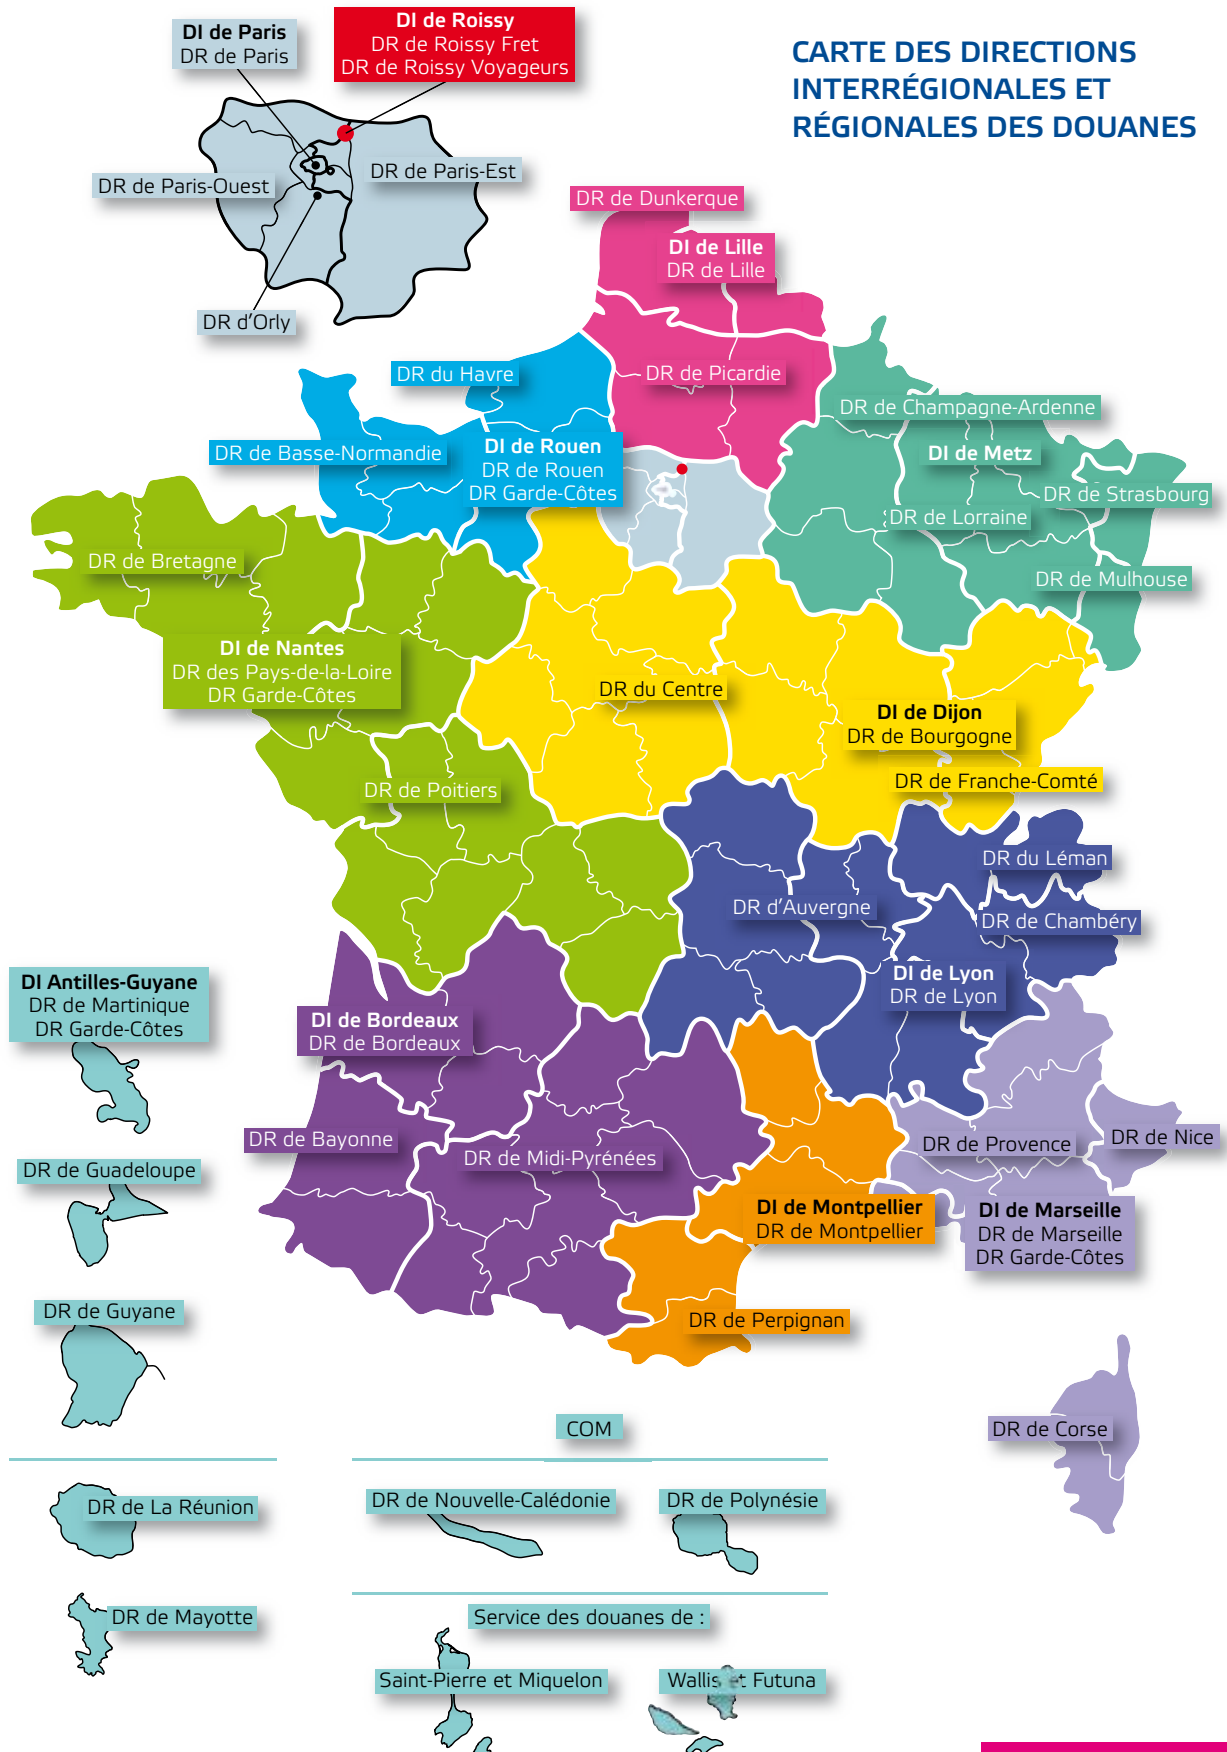 CARTE DES DIRECTIONS
INTERRÉGIONALES ET
RÉGIONALES DES DOUANES
DI de Paris
DR de Paris
DI de Roissy
DR de Roissy Fret
DR de Roissy Voyageurs
DR de Paris-Ouest
DR de Paris-Est
DR d’Orly
DR de Dunkerque
DI de Lille
DR de Lille
DR de Picardie
DR du Havre
DR de Basse-Normandie
DI de Rouen
DR de Rouen
DR Garde-Côtes
DR de Champagne-Ardenne
DI de Metz
DR de Strasbourg
DR de Lorraine
DR de Mulhouse
DR de Bretagne
DI de Nantes
DR des Pays-de-la-Loire
DR Garde-Côtes
DR du Centre
DI de Dijon
DR de Bourgogne
DR de Franche-Comté
DR de Poitiers
DR du Léman
DR d’Auvergne
DR de Chambéry
DI de Lyon
DR de Lyon
DI Antilles-Guyane
DR de Martinique
DR Garde-Côtes
DI de Bordeaux
DR de Bordeaux
DR de Bayonne
DR de Midi-Pyrénées
DR de Provence
DR de Nice
DR de Guadeloupe
DI de Montpellier
DR de Montpellier
DI de Marseille
DR de Marseille
DR Garde-Côtes
DR de Guyane
DR de Perpignan
COM
DR de Corse
DR de La Réunion
DR de Nouvelle-Calédonie
DR de Polynésie
DR de Mayotte
Service des douanes de :
Saint-Pierre et Miquelon
Wallis et Futuna